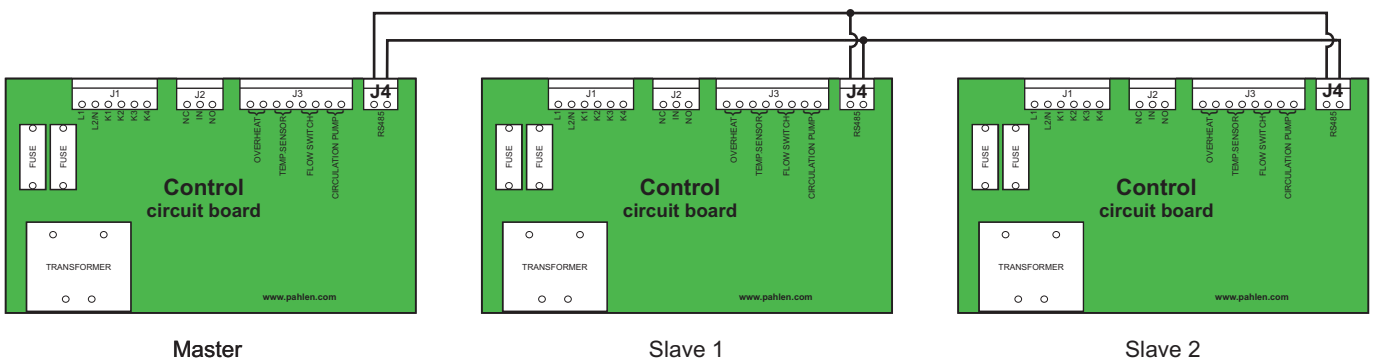 J1 J2 J3 J4
L1 L2/N K1 K2 K3 K4 NC IN NO OVERHEAT TEMP.SENSOR FLOW SWITCH CIRCULATION PUMP RS485
FUSE FUSE
Control
circuit board
TRANSFORMER
www.pahlen.com
Master
J1 J2 J3 J4
L1 L2/N K1 K2 K3 K4 NC IN NO OVERHEAT TEMP.SENSOR FLOW SWITCH CIRCULATION PUMP RS485
FUSE FUSE
Control
circuit board
TRANSFORMER
www.pahlen.com
Slave 1
J1 J2 J3 J4
L1 L2/N K1 K2 K3 K4 NC IN NO OVERHEAT TEMP.SENSOR FLOW SWITCH CIRCULATION PUMP RS485
FUSE FUSE
Control
circuit board
TRANSFORMER
www.pahlen.com
Slave 2